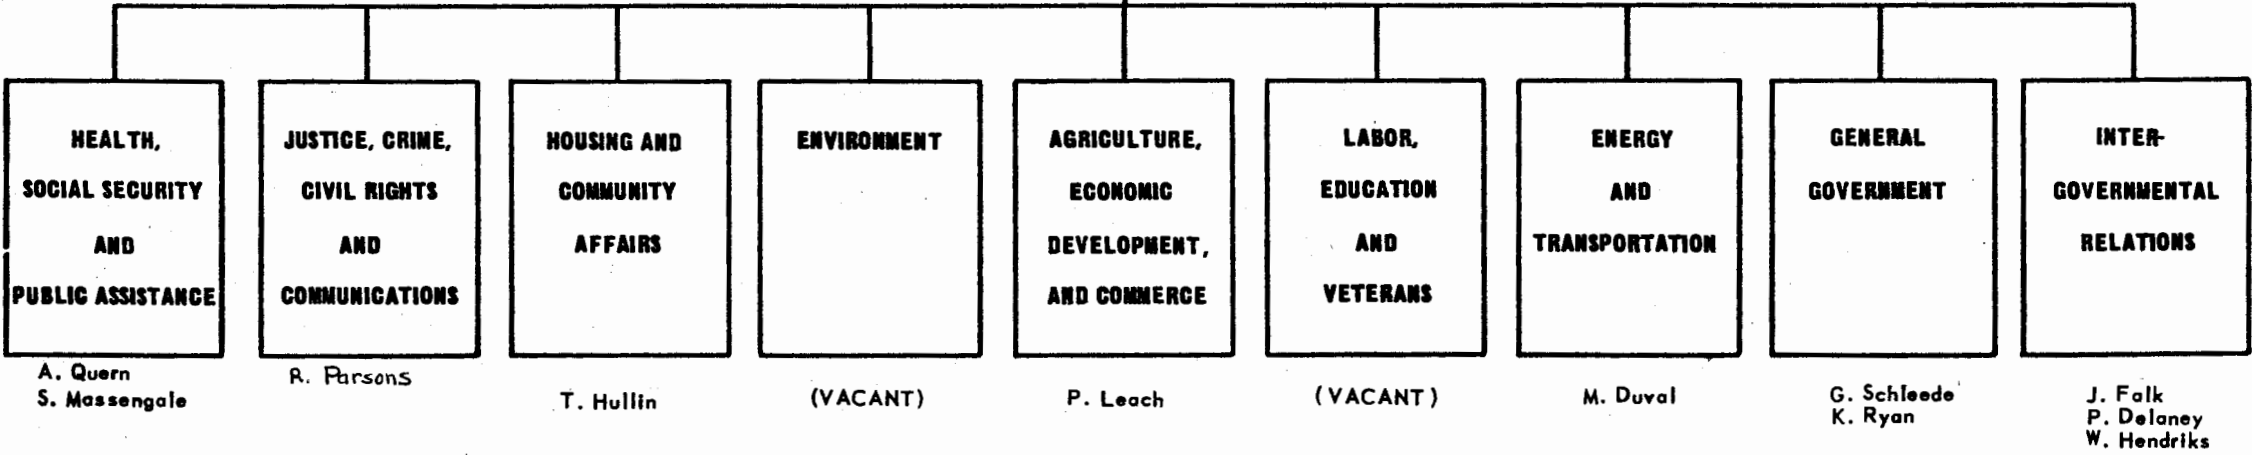 HEALTH,
SOCIAL SECURITY
AND
PUBLIC ASSISTANCE
A. Quern
S. Massengale
JUSTICE, CRIME,
CIVIL RIGHTS
AND
COMMUNICATIONS
R. Parsons
HOUSING AND
COMMUNITY
AFFAIRS
T. Hullin
ENVIRONMENT
(VACANT)
AGRICULTURE,
ECONOMIC
DEVELOPMENT,
AND COMMERCE
P. Leach
LABOR,
EDUCATION
AND
VETERANS
(VACANT)
ENERGY
AND
TRANSPORTATION
M. Duval
GENERAL
GOVERNMENT
G. Schleede
K. Ryan
INTER-
GOVERNMENTAL
RELATIONS
J. Falk
P. Delaney
W. Hendriks